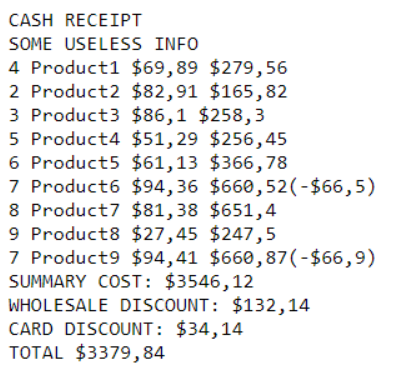 CASH RECEIPT
SOME USELESS INFO
4 Product1 $69,89 $279,56
2 Product2 $82,91 $165,82
3 Product3 $86,1 $258,3
5 Product4 $51,29 $256,45
6 Product5 $61,13 $366,78
7 Product6 $94,36 $660,52(-$66,5)
8 Product7 $81,38 $651,4
9 Product8 $27,45 $247,5
7 Product9 $94,41 $660,87(-$66,9)
SUMMARY COST: $3546,12
WHOLESALE DISCOUNT: $132,14
CARD DISCOUNT: $34,14
TOTAL $3379,84